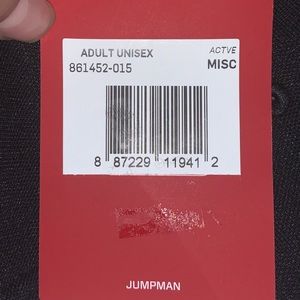 ADULT UNISEX
ACTVE
861452-015
MISC
8 87229 11941 2
JUMPMAN